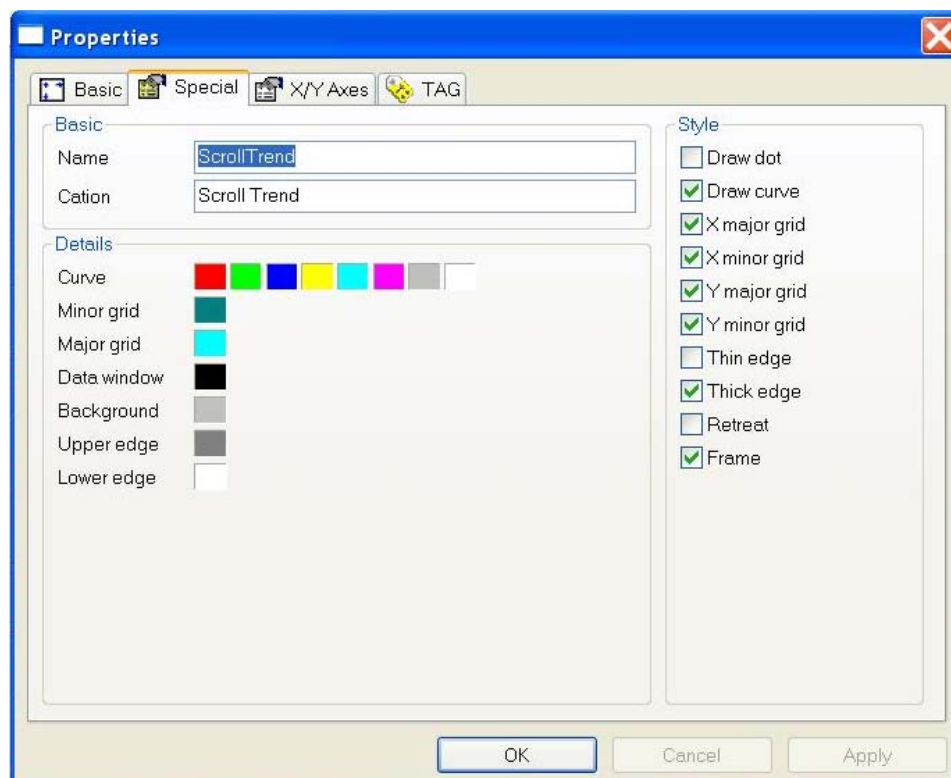 Properties
Basic Special X/Y Axes TAG
Basic
Name ScrollTrend
Cation Scroll Trend
Details
Curve
Minor grid
Major grid
Data window
Background
Upper edge
Lower edge
Style
Draw dot
Draw curve
X major grid
X minor grid
Y major grid
Y minor grid
Thin edge
Thick edge
Retreat
Frame
OK Cancel Apply